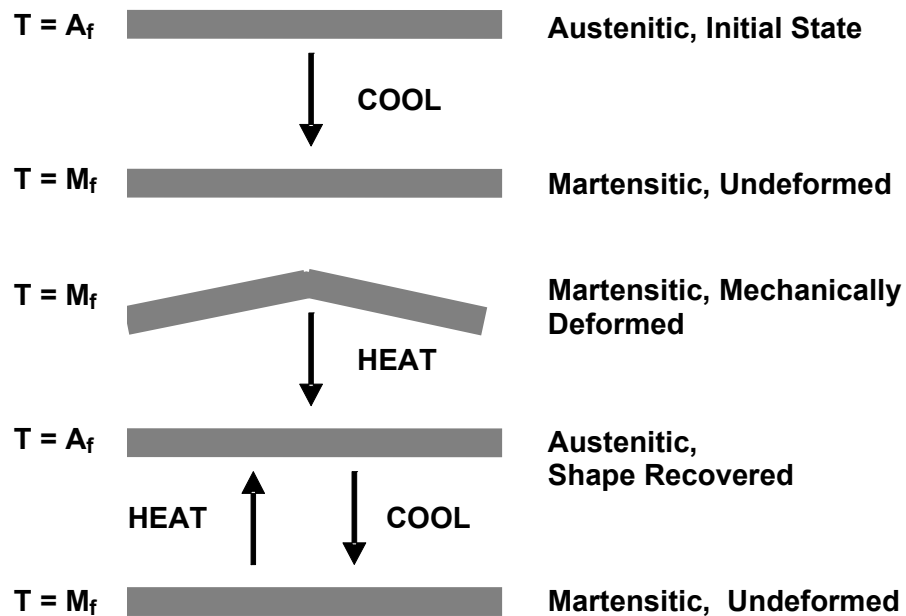 T = Af Austenitic, Initial State
COOL
T = Mf Martensitic, Undeformed
T = Mf Martensitic, Mechanically
Deformed
HEAT
T = Af Austenitic,
Shape Recovered
HEAT COOL
T = Mf Martensitic, Undeformed